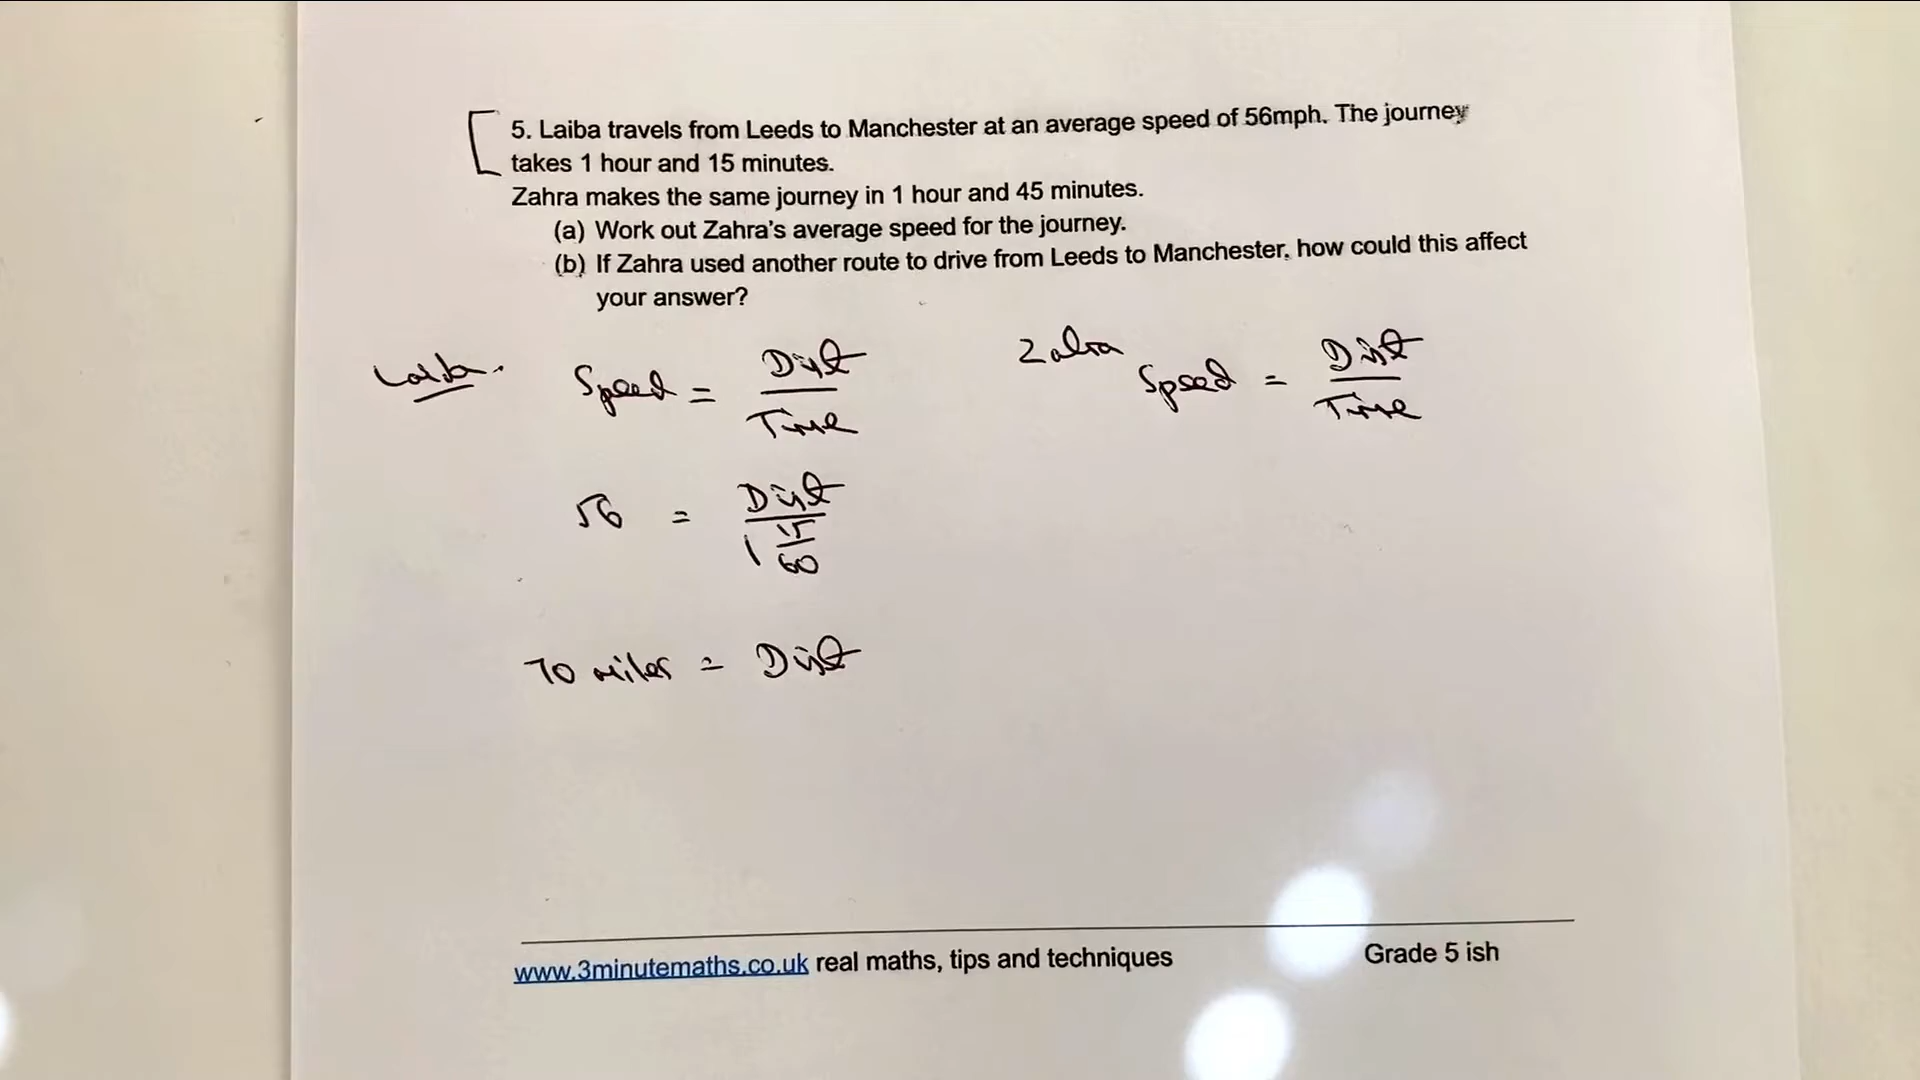 5. Laiba travels from Leeds to Manchester at an average speed of 56mph. The journey
takes 1 hour and 15 minutes.
Zahra makes the same journey in 1 hour and 45 minutes.
(a) Work out Zahra's average speed for the journey.
(b) If Zahra used another route to drive from Leeds to Manchester, how could this affect
your answer?
Laiba. Speed = Dist / Time
Zahra Speed = Dist / Time
56 = Dist / 1 15/60
70 miles = Dist
www.3minutemaths.co.uk real maths, tips and techniques
Grade 5 ish